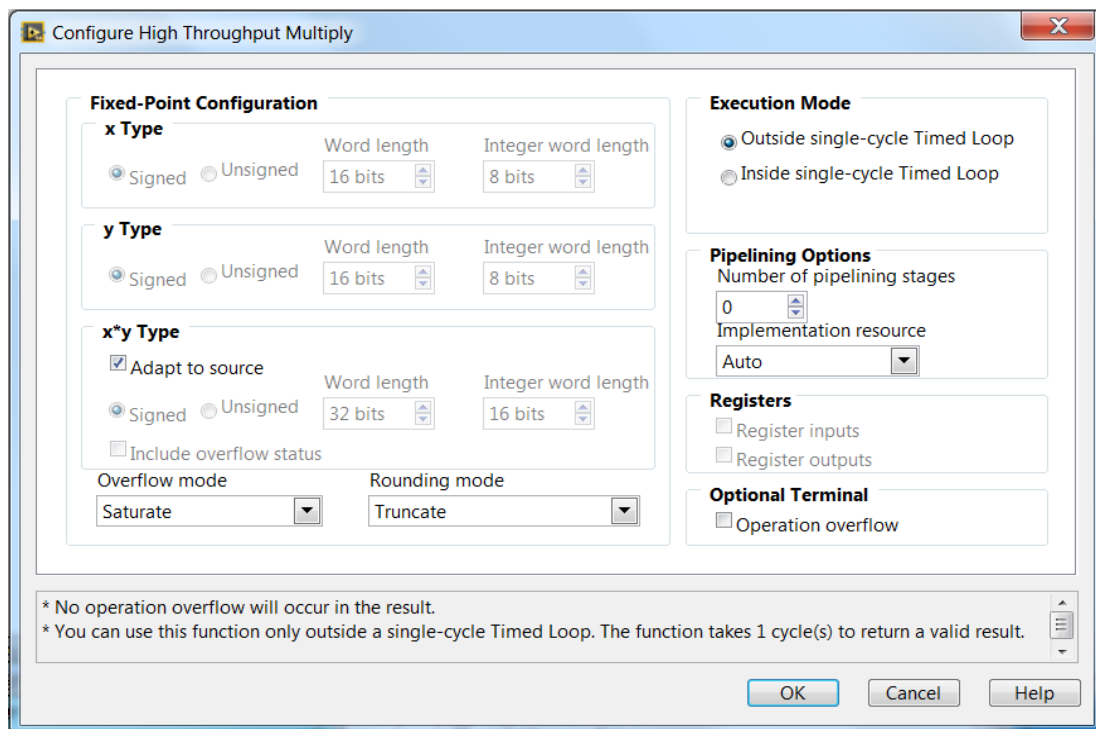 Configure High Throughput Multiply
X
Fixed-Point Configuration
x Type
Word length Integer word length
Signed Unsigned 16 bits 8 bits
y Type
Word length Integer word length
Signed Unsigned 16 bits 8 bits
x*y Type
Adapt to source
Word length Integer word length
Signed Unsigned 32 bits 16 bits
Include overflow status
Overflow mode Rounding mode
Saturate Truncate
Execution Mode
Outside single-cycle Timed Loop
Inside single-cycle Timed Loop
Pipelining Options
Number of pipelining stages
0
Implementation resource
Auto
Registers
Register inputs
Register outputs
Optional Terminal
Operation overflow
* No operation overflow will occur in the result.
* You can use this function only outside a single-cycle Timed Loop. The function takes 1 cycle(s) to return a valid result.
OK Cancel Help